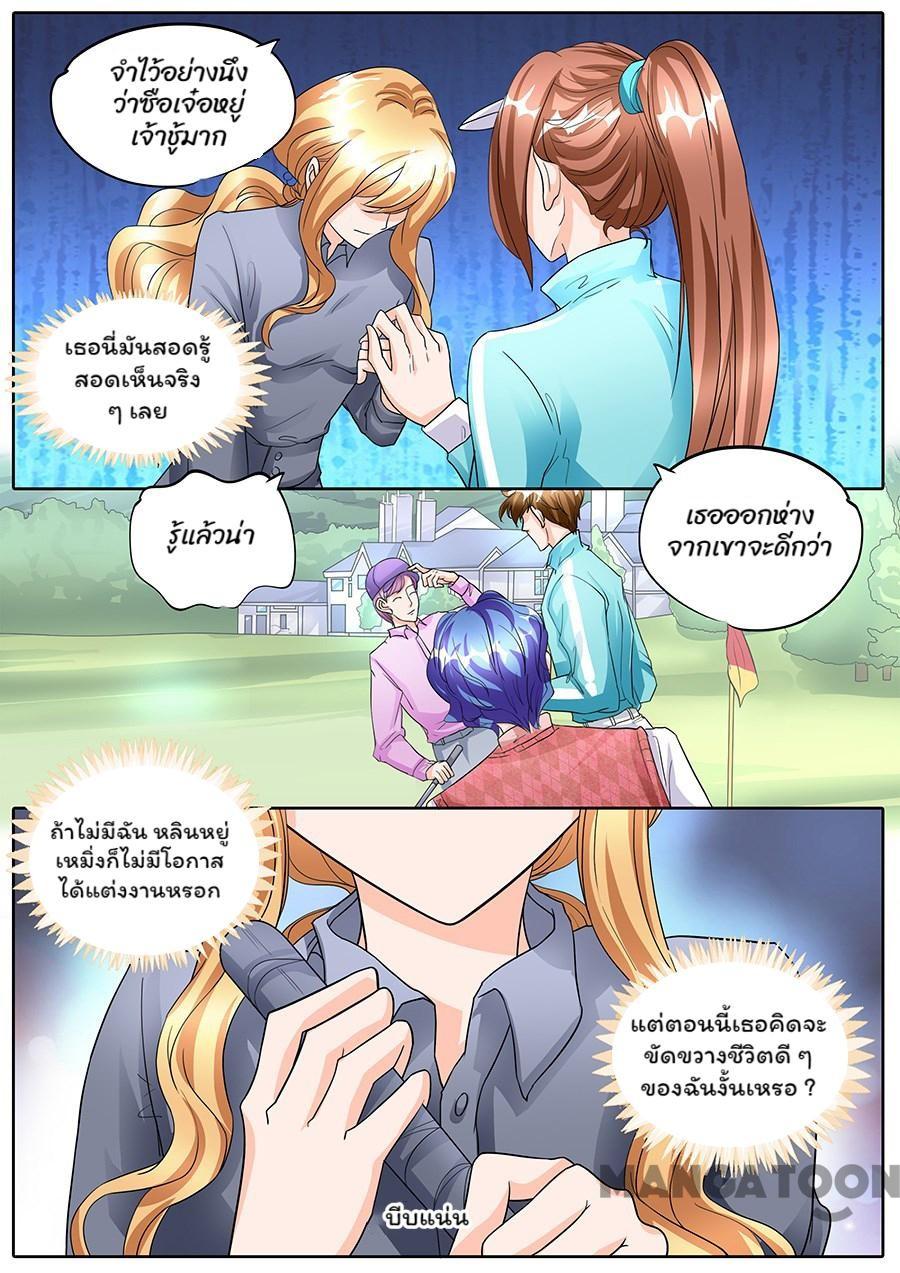 จำไว้อย่างนึง
ว่าซือเจ๋อหยู่
เจ้าชู้มาก
เธอนี่มันสอดรู้
สอดเห็นจริง
ๆ เลย
เธอออกห่าง
จากเขาจะดีกว่า
รู้แล้วน่า
ถ้าไม่มีฉัน หลินหยู่
เหมิ่งก็ไม่มีโอกาส
ได้แต่งงานหรอก
แต่ตอนนี้เธอคิดจะ
ขัดขวางชีวิตดี ๆ
ของฉันงั้นเหรอ ?
บีบแน่น
MANGATOON